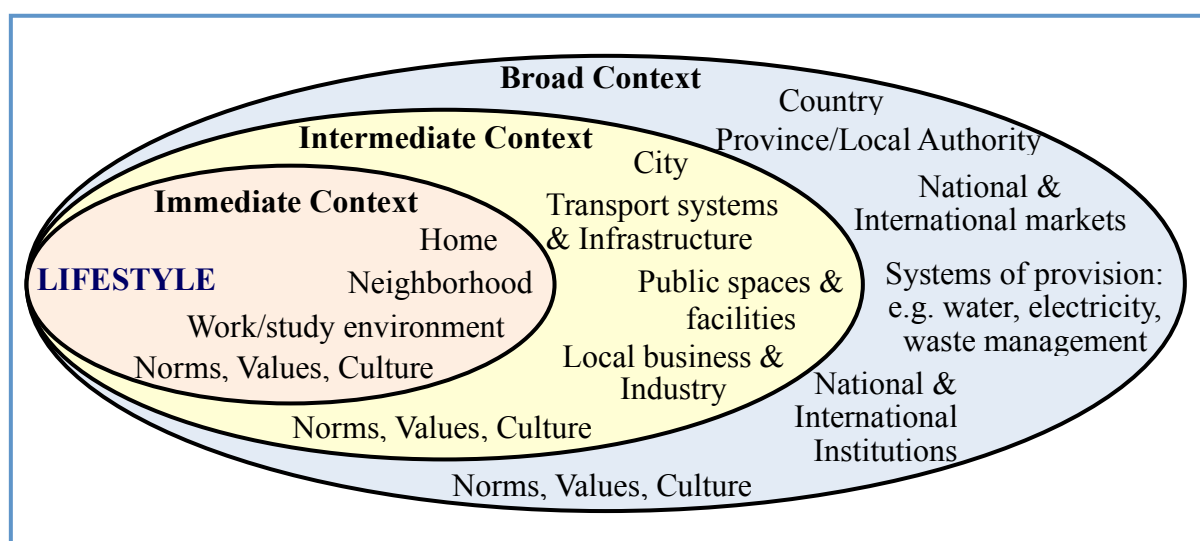 Broad Context
Country
Province/Local Authority
National &
International markets
Systems of provision:
e.g. water, electricity,
waste management
National &
International
Institutions
Norms, Values, Culture
Intermediate Context
City
Transport systems
& Infrastructure
Public spaces &
facilities
Local business &
Industry
Norms, Values, Culture
Immediate Context
Home
LIFESTYLE
Neighborhood
Work/study environment
Norms, Values, Culture